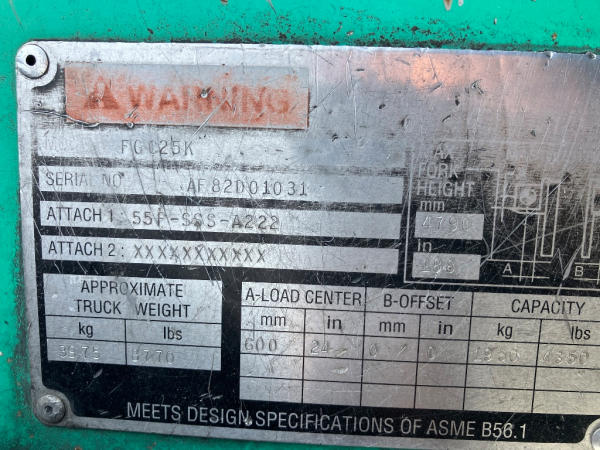 WARNING
MODEL FGC25K
SERIAL NO AF82D01031
ATTACH 1: 55F-SSS-A222
ATTACH 2: XXXXXXXXXXX
A
FORK
HEIGHT
mm
4790
in
188
A B
APPROXIMATE
TRUCK WEIGHT
kg lbs
A-LOAD CENTER B-OFFSET CAPACITY
mm in mm in kg lbs
600 24 0 0
MEETS DESIGN SPECIFICATIONS OF ASME B56.1